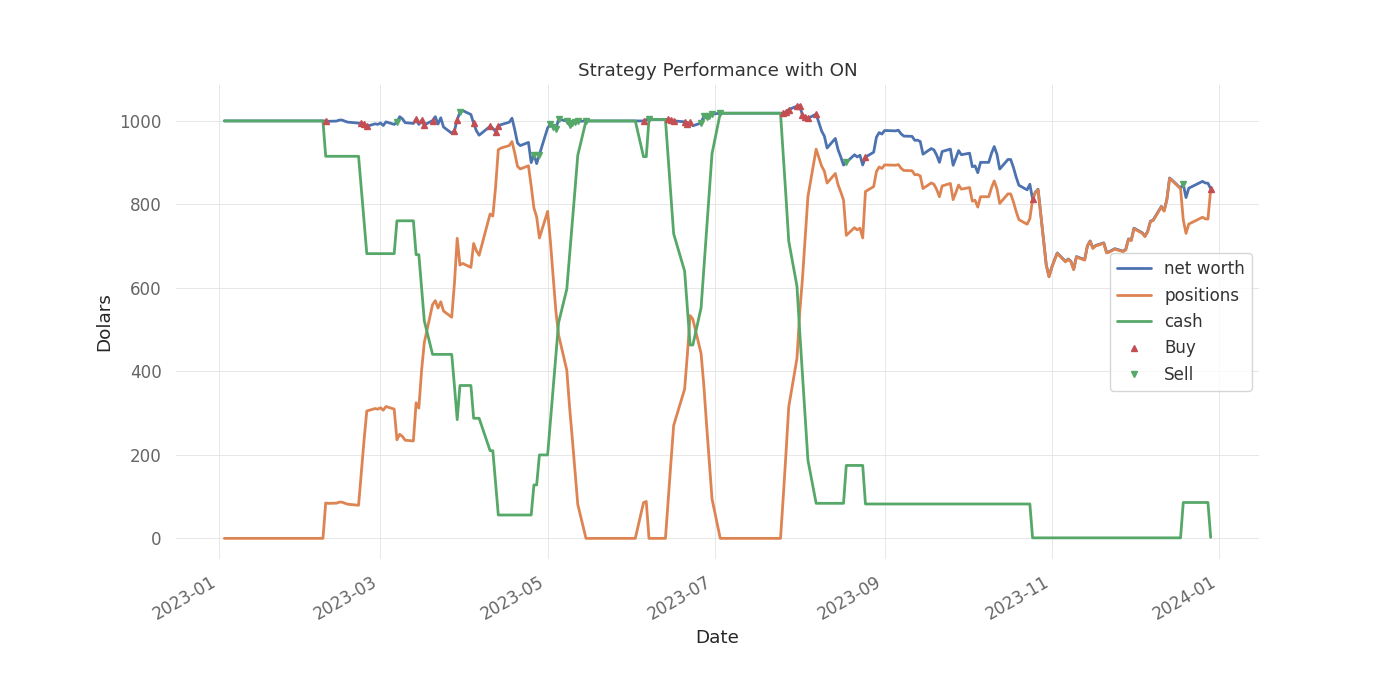 Strategy Performance with ON
1000
800
600
400
200
0
Dolars
net worth
positions
cash
Buy
Sell
2023-01
2023-03
2023-05
2023-07
2023-09
2023-11
2024-01
Date